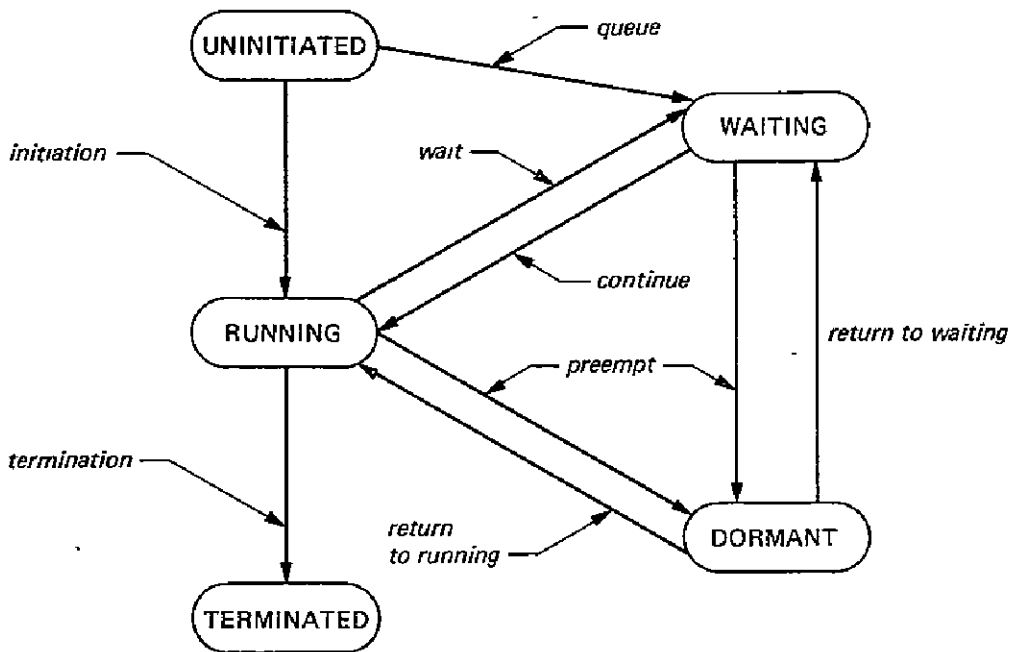 UNINITIATED
queue
WAITING
initiation
wait
continue
RUNNING
return to waiting
preempt
termination
return
to running
DORMANT
TERMINATED